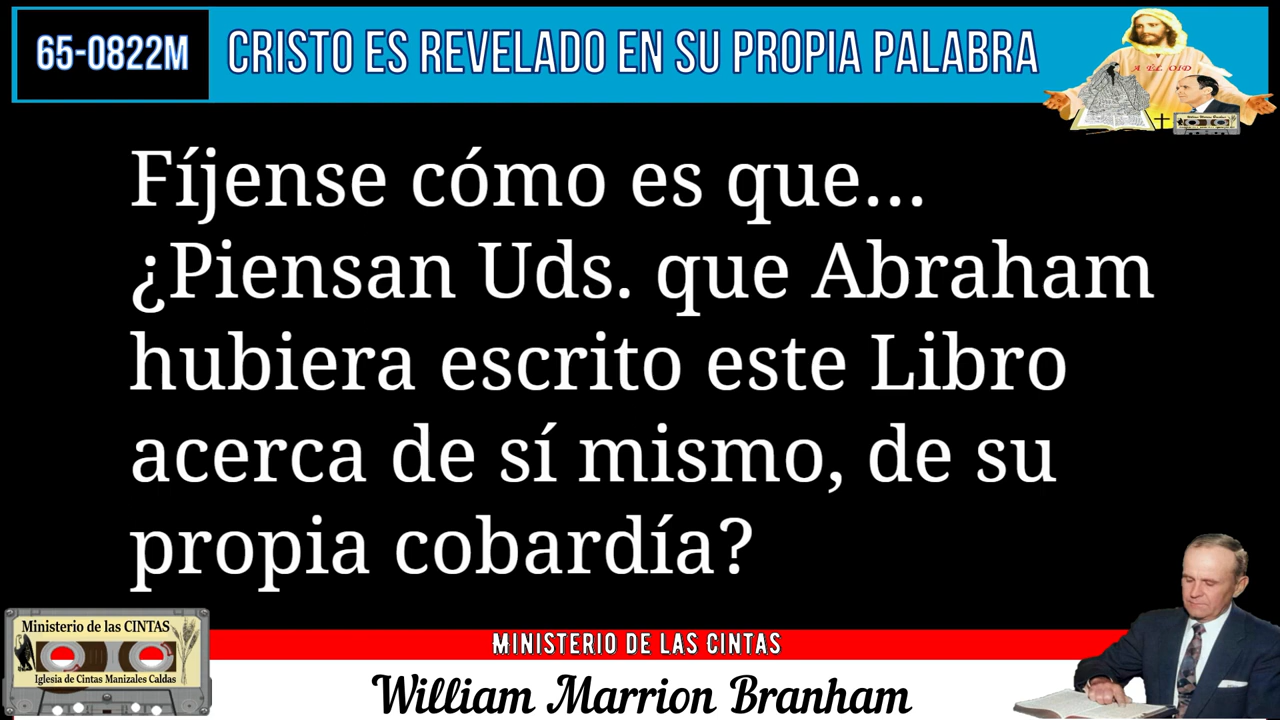 65-0822M
CRISTO ES REVELADO EN SU PROPIA PALABRA
A ÉL OID
Fíjense cómo es que...
¿Piensan Uds. que Abraham
hubiera escrito este Libro
acerca de sí mismo, de su
propia cobardía?
Ministerio de las CINTAS
Iglesia de Cintas Manizales Caldas
MINISTERIO DE LAS CINTAS
William Marrion Branham